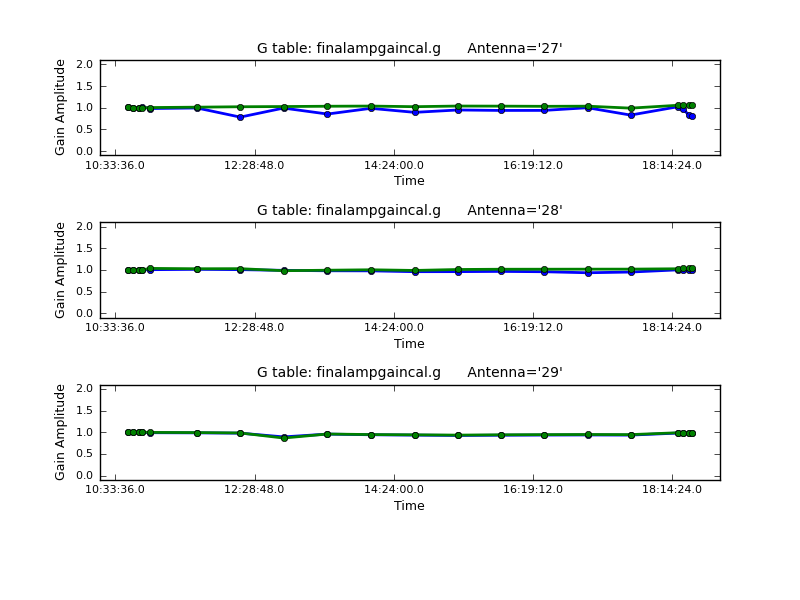 G table: finalampgaincal.g Antenna='27'
Gain Amplitude
2.0
1.5
1.0
0.5
0.0
10:33:36.0 12:28:48.0 14:24:00.0 16:19:12.0 18:14:24.0
Time
G table: finalampgaincal.g Antenna='28'
Gain Amplitude
2.0
1.5
1.0
0.5
0.0
10:33:36.0 12:28:48.0 14:24:00.0 16:19:12.0 18:14:24.0
Time
G table: finalampgaincal.g Antenna='29'
Gain Amplitude
2.0
1.5
1.0
0.5
0.0
10:33:36.0 12:28:48.0 14:24:00.0 16:19:12.0 18:14:24.0
Time